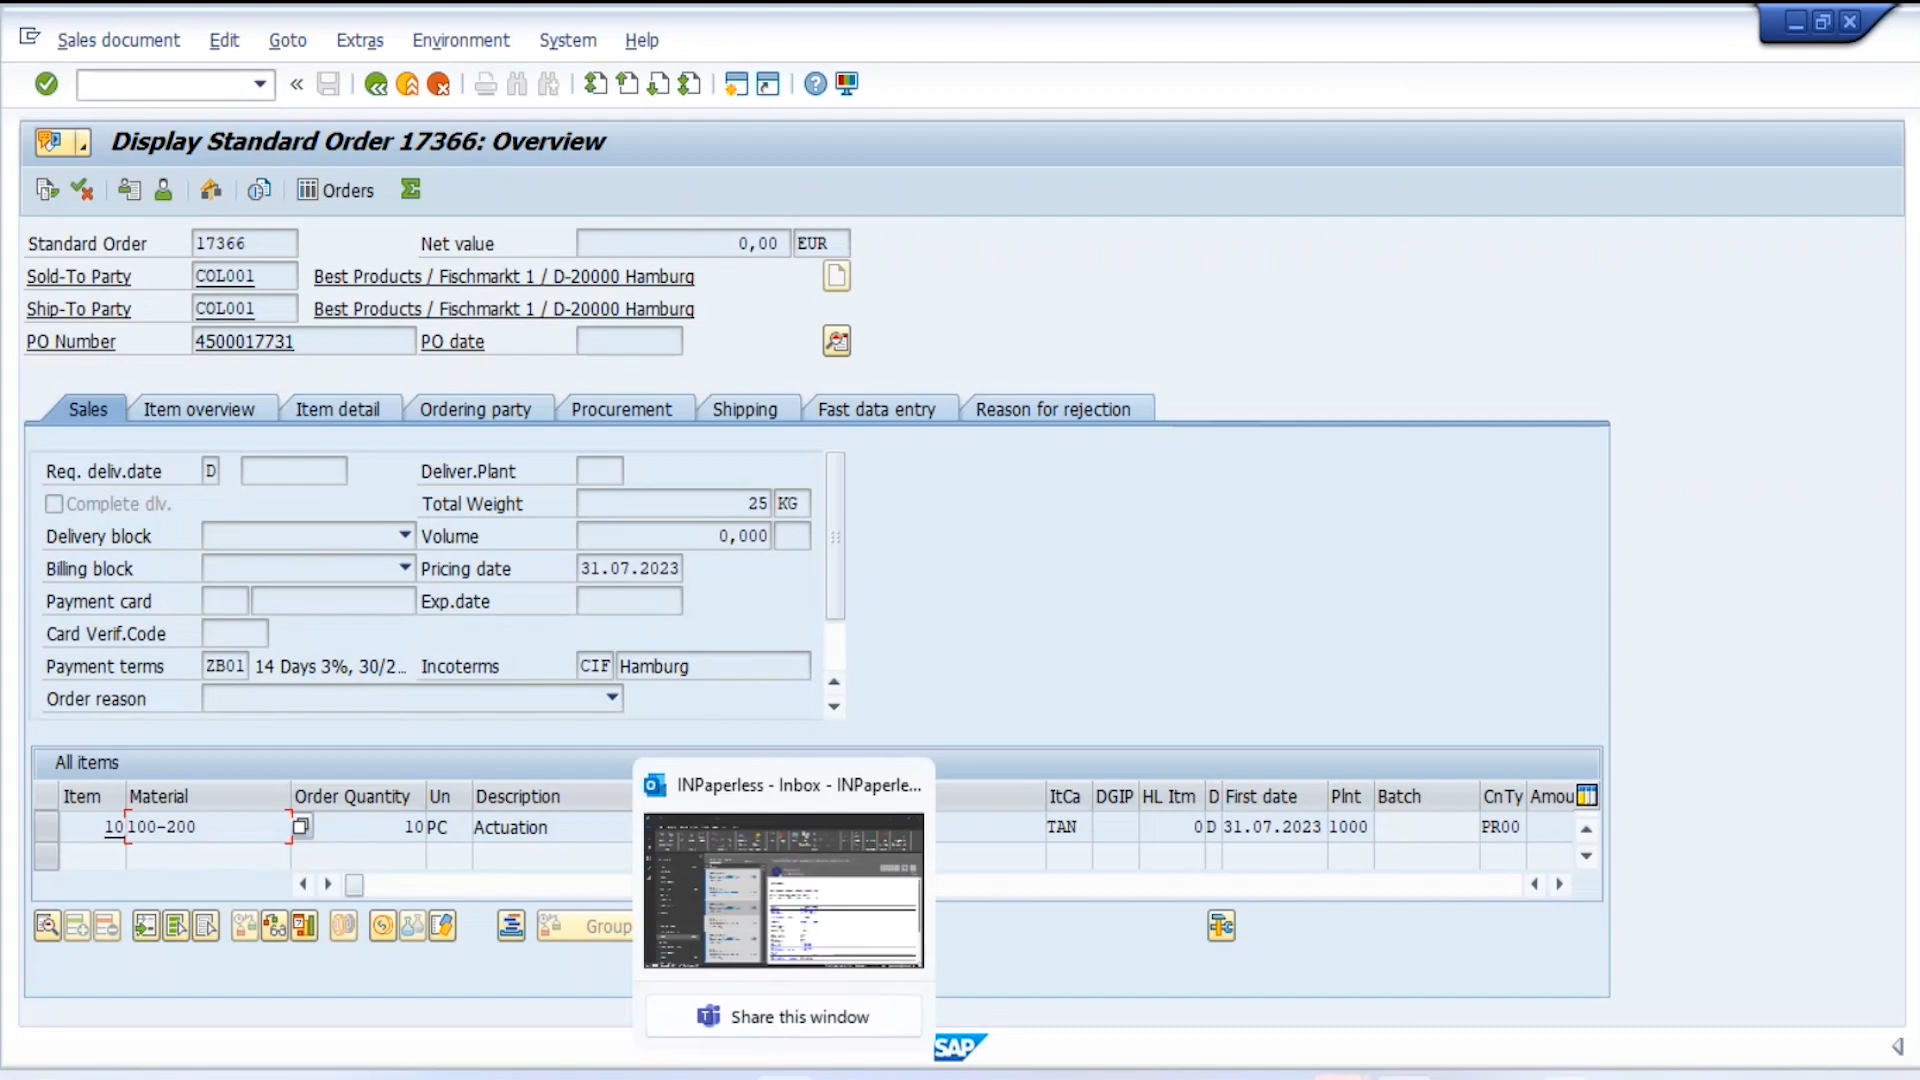 Sales document Edit Goto Extras Environment System Help
Display Standard Order 17366: Overview
Orders
Standard Order 17366 Net value 0,00 EUR
Sold-To Party COL001 Best Products / Fischmarkt 1 / D-20000 Hamburg
Ship-To Party COL001 Best Products / Fischmarkt 1 / D-20000 Hamburg
PO Number 4500017731 PO date
Sales Item overview Item detail Ordering party Procurement Shipping Fast data entry Reason for rejection
Req. deliv.date D Deliver.Plant
Complete dlv. Total Weight 25 KG
Delivery block Volume 0,000
Billing block Pricing date 31.07.2023
Payment card Exp.date
Card Verif.Code
Payment terms ZB01 14 Days 3%, 30/2... Incoterms CIF Hamburg
Order reason
All items
Item Material Order Quantity Un Description ItCa DGIP HL Itm D First date Plnt Batch CnTy Amou
10 100-200 10 PC Actuation TAN 0 D 31.07.2023 1000 PR00
INPaperless - Inbox - INPaperle...
Group
Share this window
SAP